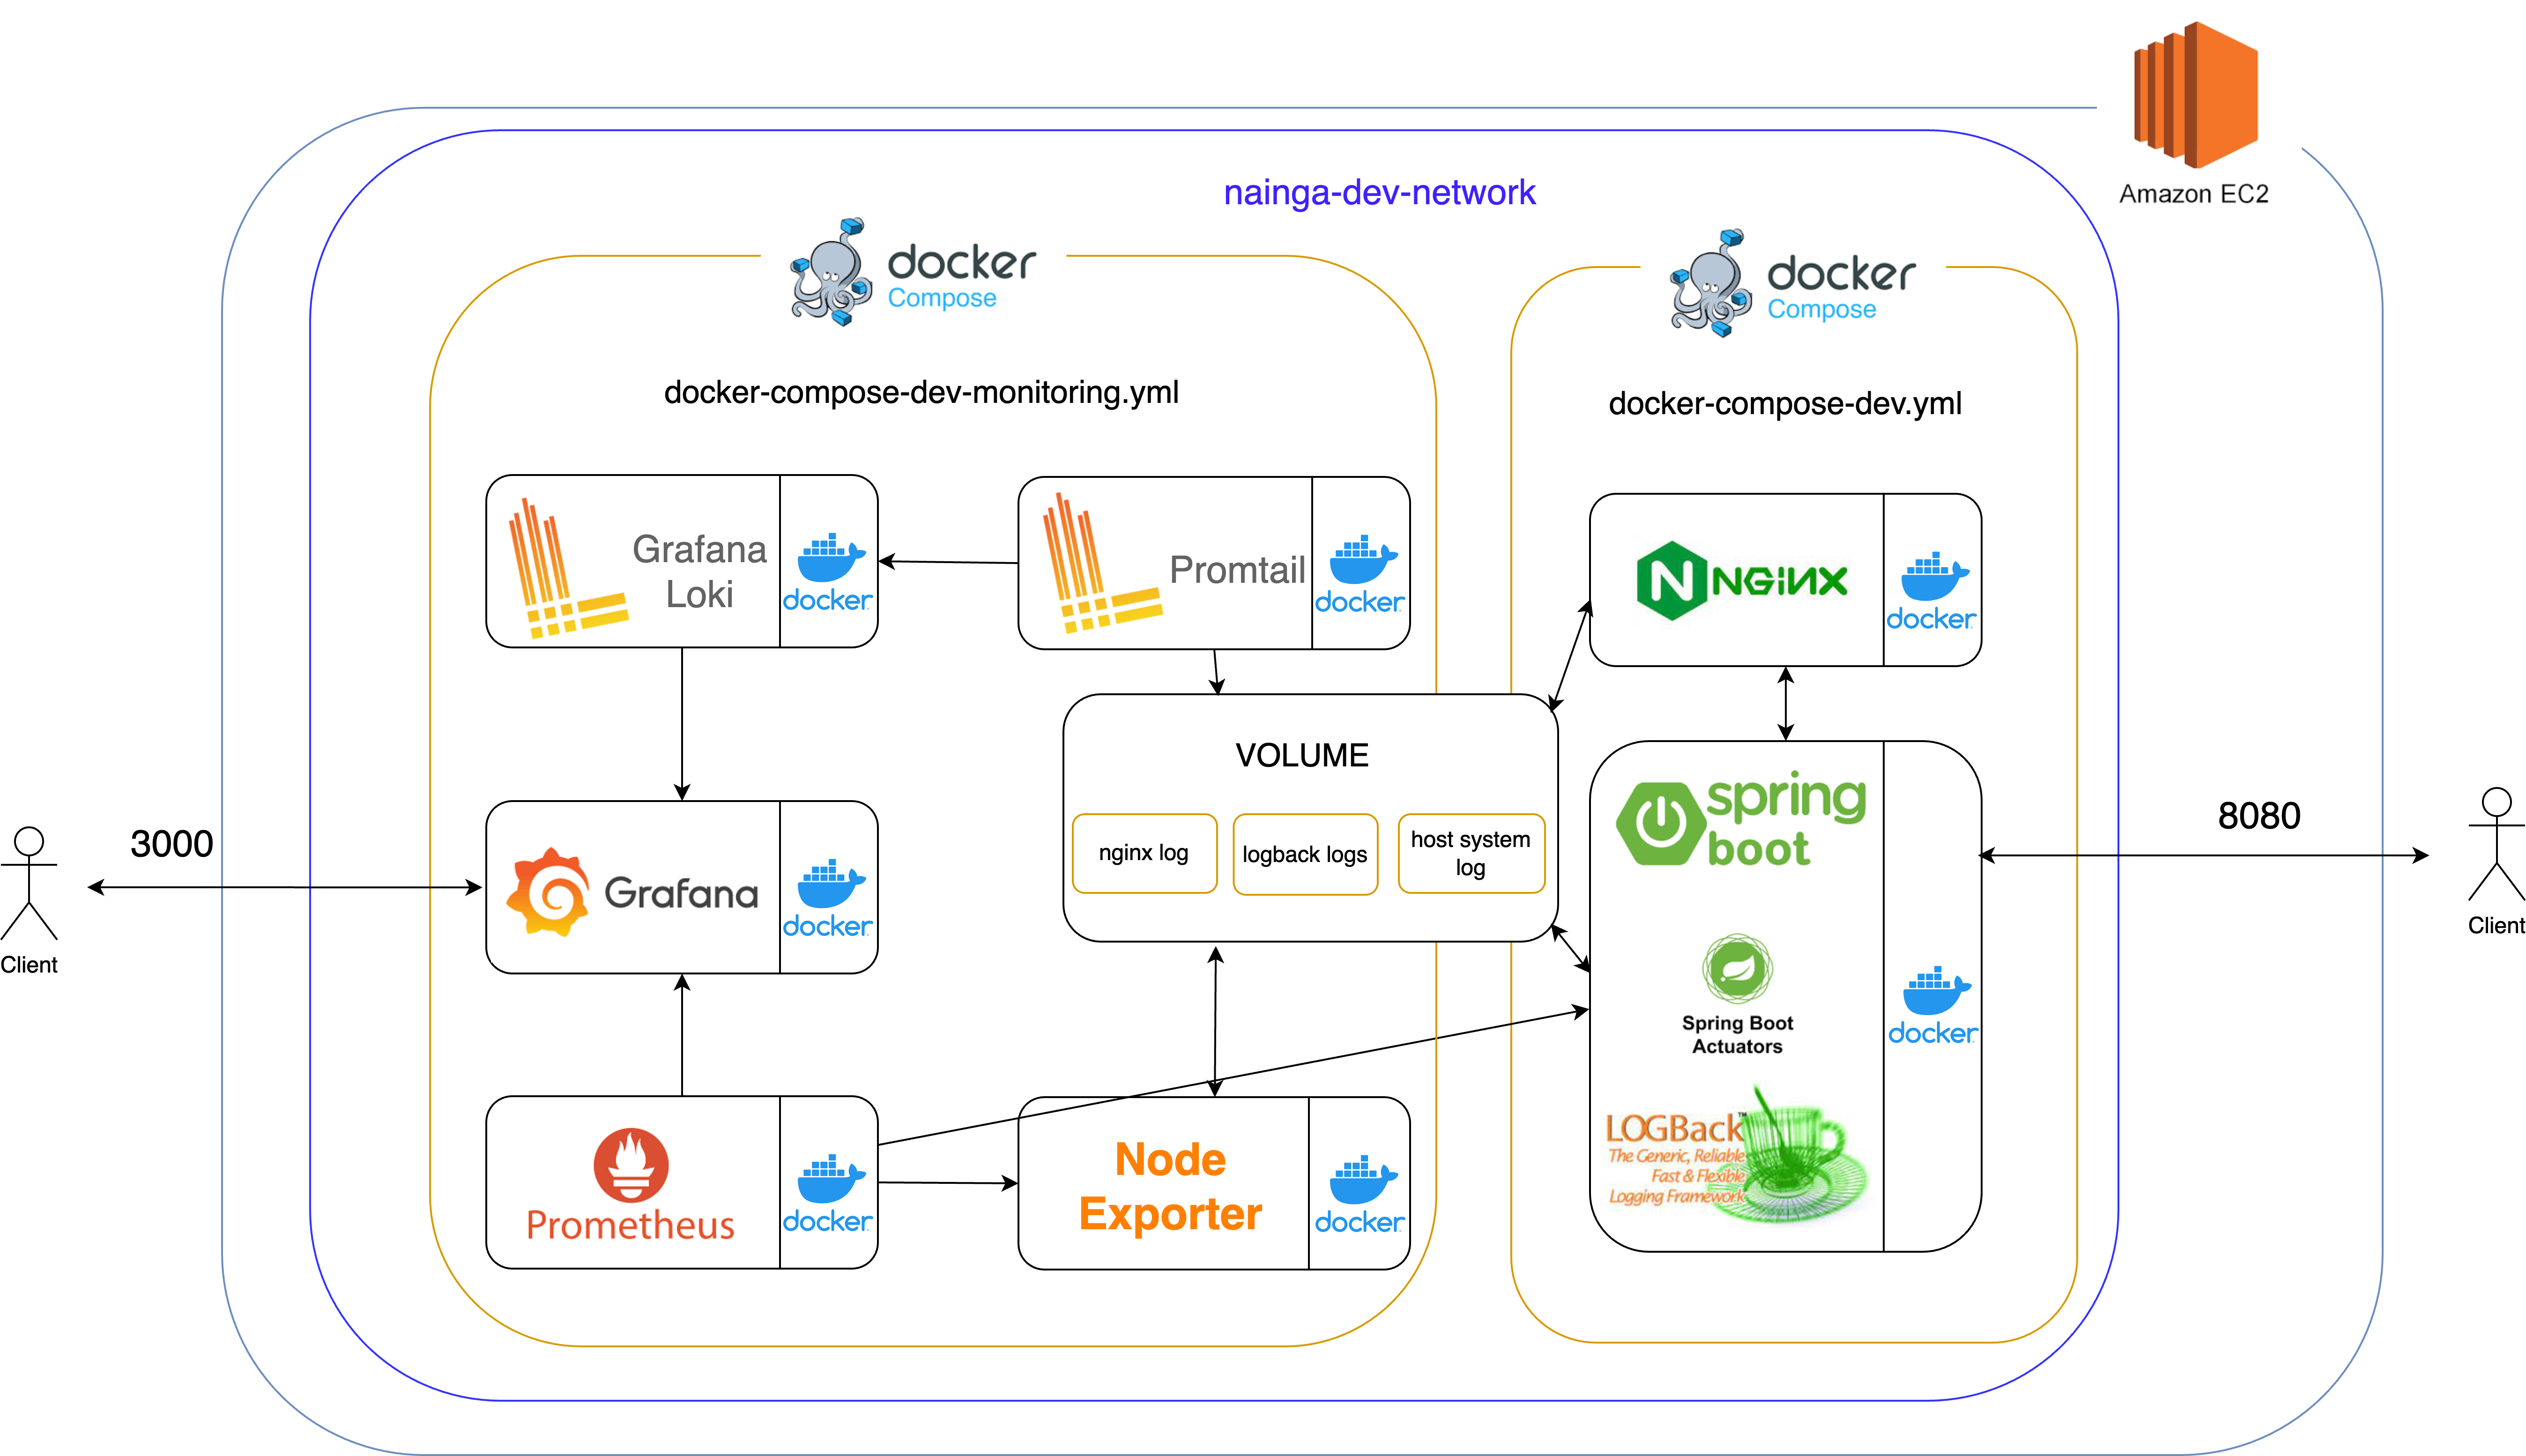 Amazon EC2
nainga-dev-network
docker
Compose
docker
Compose
docker-compose-dev-monitoring.yml
docker-compose-dev.yml
Grafana
Loki
docker
Promtail
docker
NGINX
docker
VOLUME
nginx log
logback logs
host system
log
spring
boot
3000
8080
Client
Client
Grafana
docker
Spring Boot
Actuators
docker
LOGBack™
The Generic, Reliable
Fast & Flexible
Logging Framework
Prometheus
docker
Node
Exporter
docker